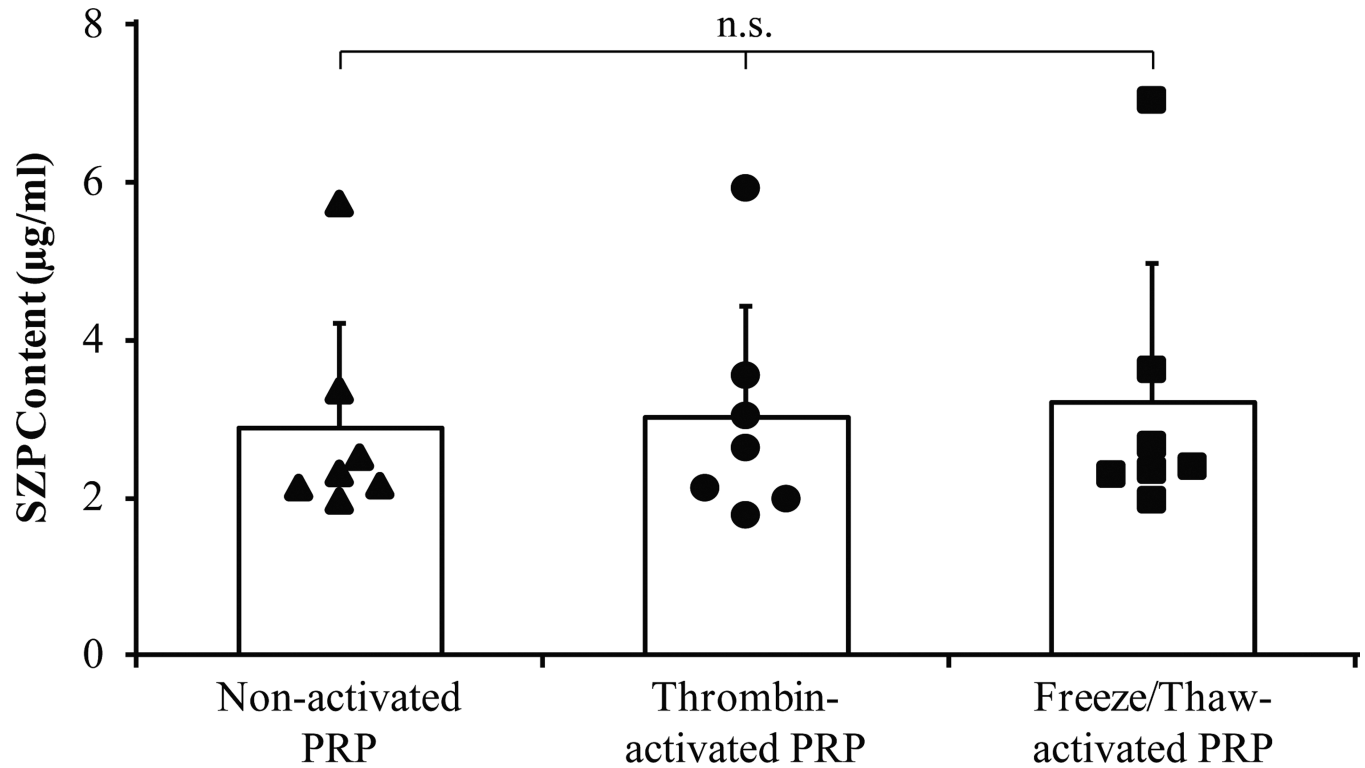 n.s.
8
6
4
2
0
SZP Content (µg/ml)
Non-activated
PRP
Thrombin-
activated PRP
Freeze/Thaw-
activated PRP